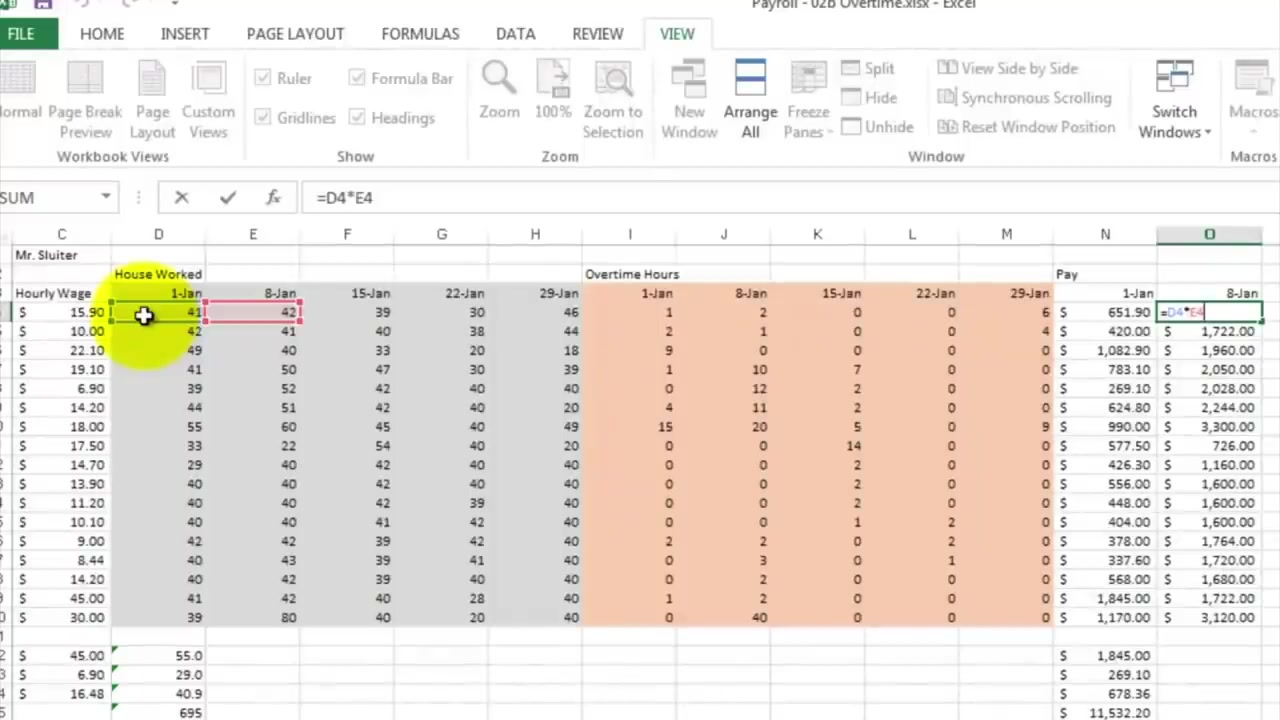 Payroll - 02b Overtime.xlsx - Excel
FILE HOME INSERT PAGE LAYOUT FORMULAS DATA REVIEW VIEW
Ruler Formula Bar Split View Side by Side
Gridlines Headings Hide Synchronous Scrolling
Unhide Reset Window Position
Page Break Preview Page Layout Custom Views Zoom 100% Zoom to Selection New Window Arrange All Freeze Panes Switch Windows Macros
Workbook Views Show Zoom Window Macros
SUM fx =D4*E4
C D E F G H I J K L M N O
Mr. Sluiter
House Worked Overtime Hours Pay
Hourly Wage 1-Jan 8-Jan 15-Jan 22-Jan 29-Jan 1-Jan 8-Jan 15-Jan 22-Jan 29-Jan 1-Jan 8-Jan
$ 15.90 41 42 39 30 46 1 2 0 0 6 $ 651.90 =D4*E4
$ 10.00 42 41 40 38 44 2 1 0 0 4 $ 420.00 $ 1,722.00
$ 22.10 49 40 33 20 18 9 0 0 0 0 $ 1,082.90 $ 1,960.00
$ 19.10 41 50 47 30 39 1 10 7 0 0 $ 783.10 $ 2,050.00
$ 6.90 39 52 42 40 40 0 12 2 0 0 $ 269.10 $ 2,028.00
$ 14.20 44 51 42 40 20 4 11 2 0 0 $ 624.80 $ 2,244.00
$ 18.00 55 60 45 40 49 15 20 5 0 9 $ 990.00 $ 3,300.00
$ 17.50 33 22 54 40 40 0 0 14 0 0 $ 577.50 $ 726.00
$ 14.70 29 40 42 40 40 0 0 2 0 0 $ 426.30 $ 1,160.00
$ 13.90 40 40 42 40 40 0 0 2 0 0 $ 556.00 $ 1,600.00
$ 11.20 40 40 42 39 40 0 0 2 0 0 $ 448.00 $ 1,600.00
$ 10.10 40 40 41 42 40 0 0 1 2 0 $ 404.00 $ 1,600.00
$ 9.00 42 42 39 42 40 2 2 0 2 0 $ 378.00 $ 1,764.00
$ 8.44 40 43 39 41 40 0 3 0 1 0 $ 337.60 $ 1,720.00
$ 14.20 40 42 39 40 40 0 2 0 0 0 $ 568.00 $ 1,680.00
$ 45.00 41 42 40 28 40 1 2 0 0 0 $ 1,845.00 $ 1,722.00
$ 30.00 39 80 40 20 40 0 40 0 0 0 $ 1,170.00 $ 3,120.00
$ 45.00 55.0 $ 1,845.00
$ 6.90 29.0 $ 269.10
$ 16.48 40.9 $ 678.36
695 $ 11,532.20